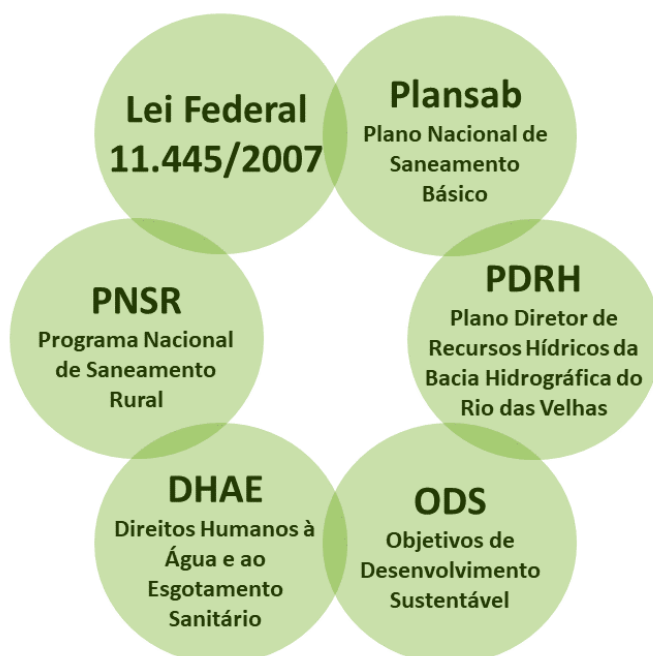 Lei Federal
11.445/2007
Plansab
Plano Nacional de
Saneamento
Básico
PNSR
Programa Nacional
de Saneamento
Rural
PDRH
Plano Diretor de
Recursos Hídricos da
Bacia Hidrográfica do
Rio das Velhas
DHAE
Direitos Humanos à
Água e ao
Esgotamento
Sanitário
ODS
Objetivos de
Desenvolvimento
Sustentável